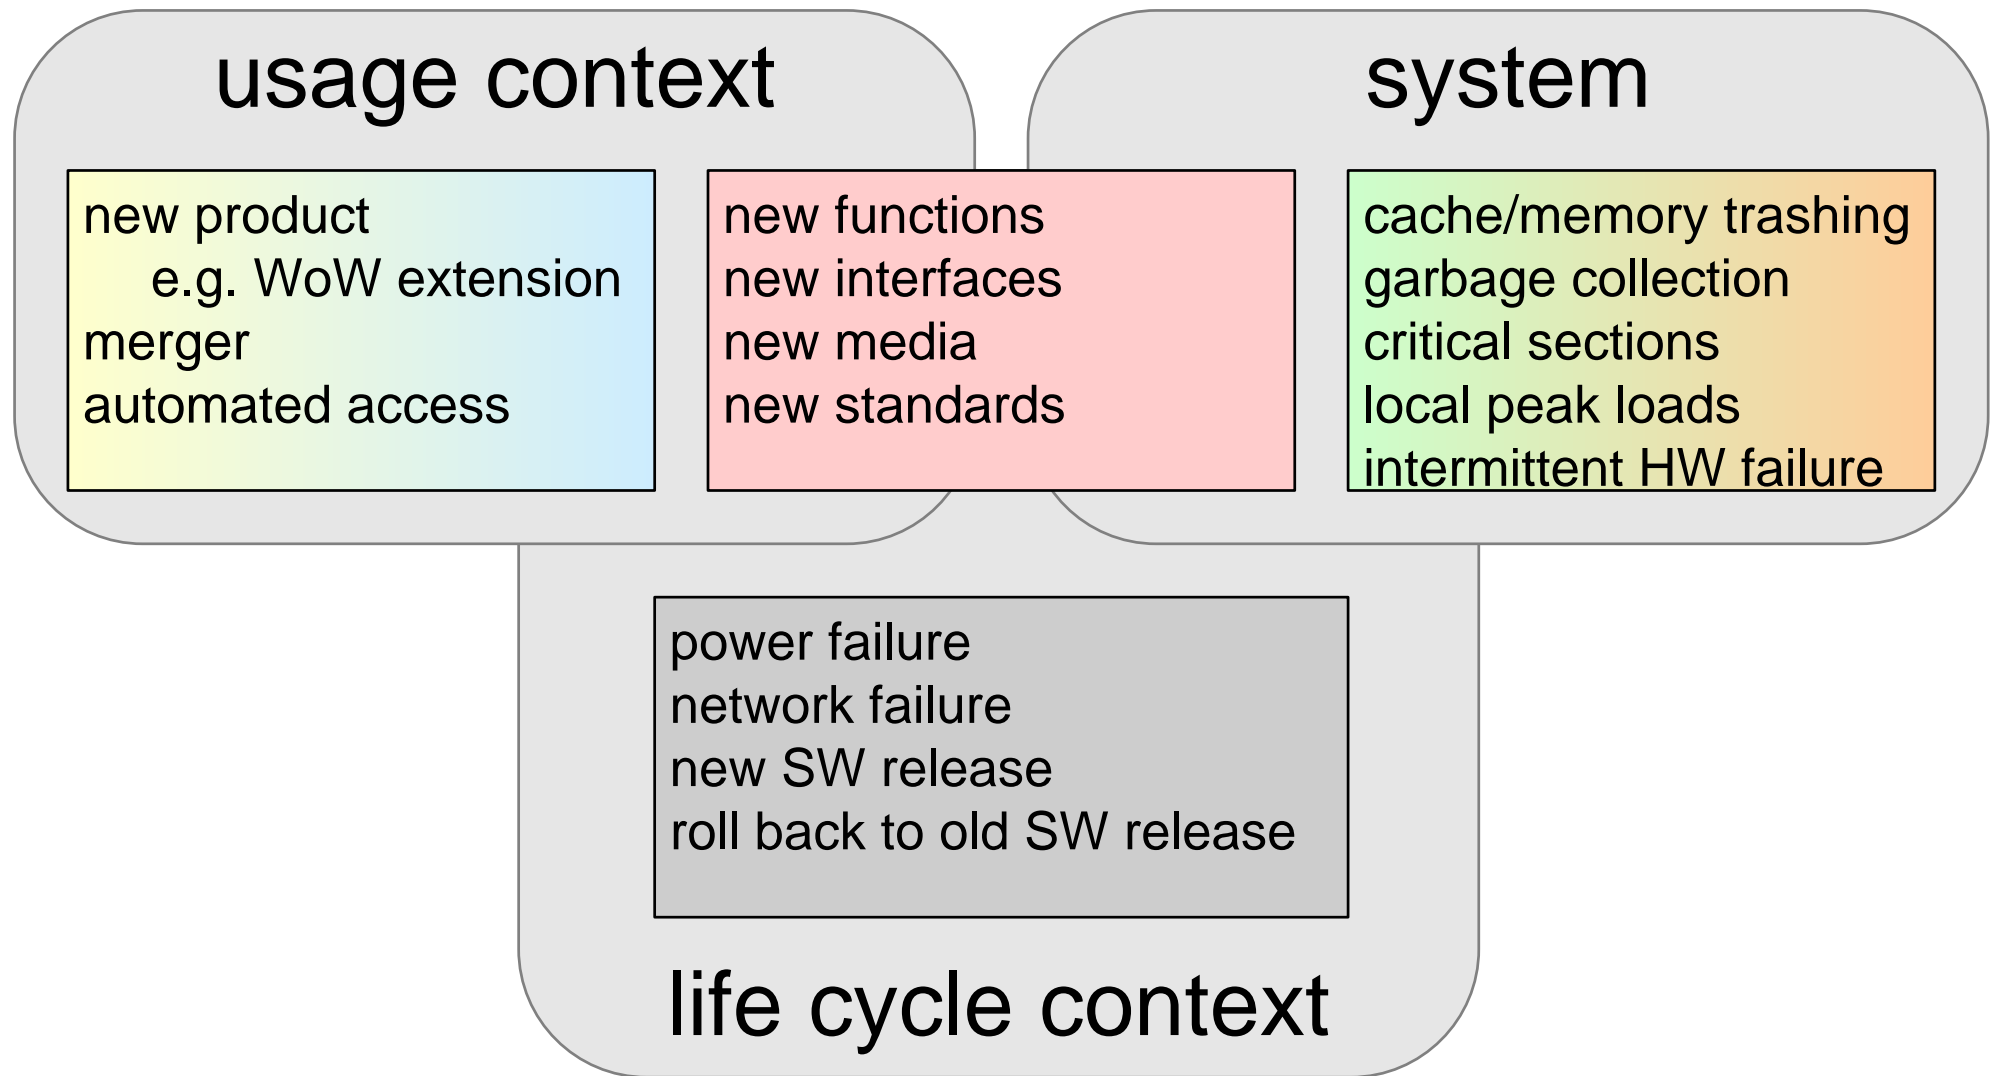 usage context
new product
e.g. WoW extension
merger
automated access
new functions
new interfaces
new media
new standards
system
cache/memory trashing
garbage collection
critical sections
local peak loads
intermittent HW failure
power failure
network failure
new SW release
roll back to old SW release
life cycle context